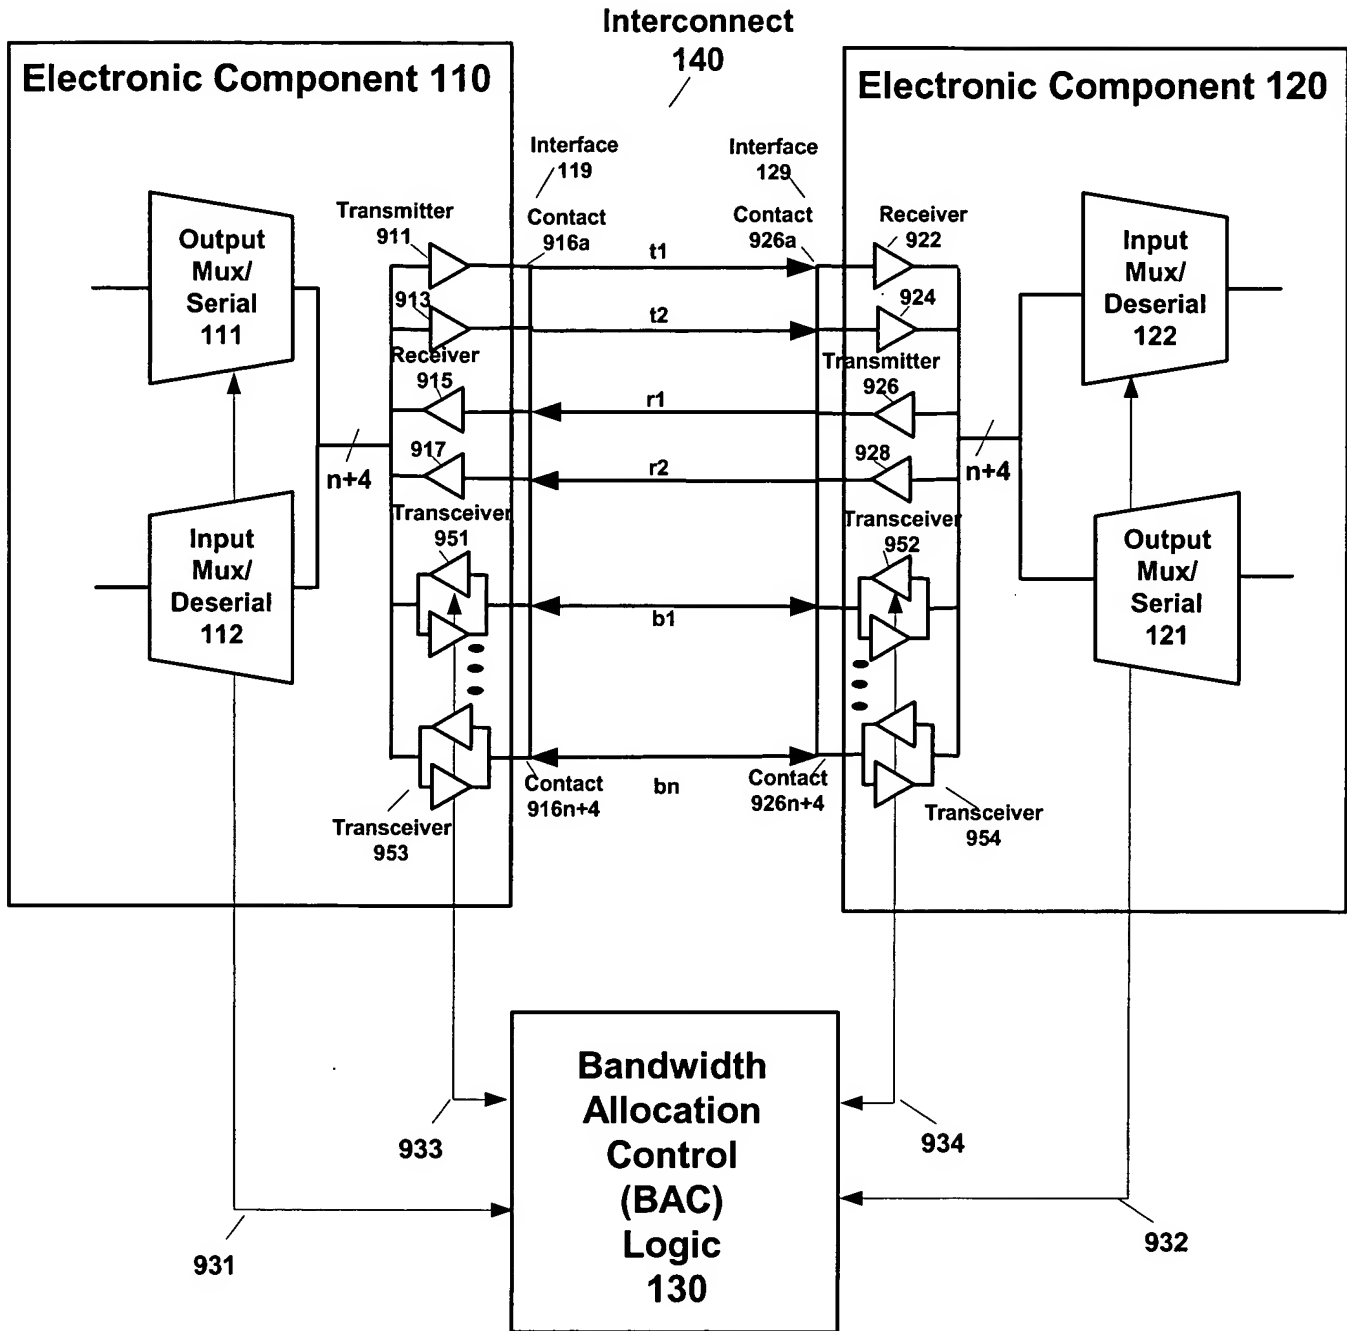 Interconnect
140
Electronic Component 110
Electronic Component 120
Interface
119
Interface
129
Transmitter
911
Contact
916a
Contact
926a
Receiver
922
Output
Mux/
Serial
111
Input
Mux/
Deserial
122
t1
913
924
t2
Receiver
915
Transmitter
926
r1
917
928
r2
n+4
n+4
Transceiver
951
Transceiver
952
Input
Mux/
Deserial
112
Output
Mux/
Serial
121
b1
Contact
916n+4
bn
Contact
926n+4
Transceiver
953
Transceiver
954
Bandwidth
Allocation
Control
(BAC)
Logic
130
933
934
931
932